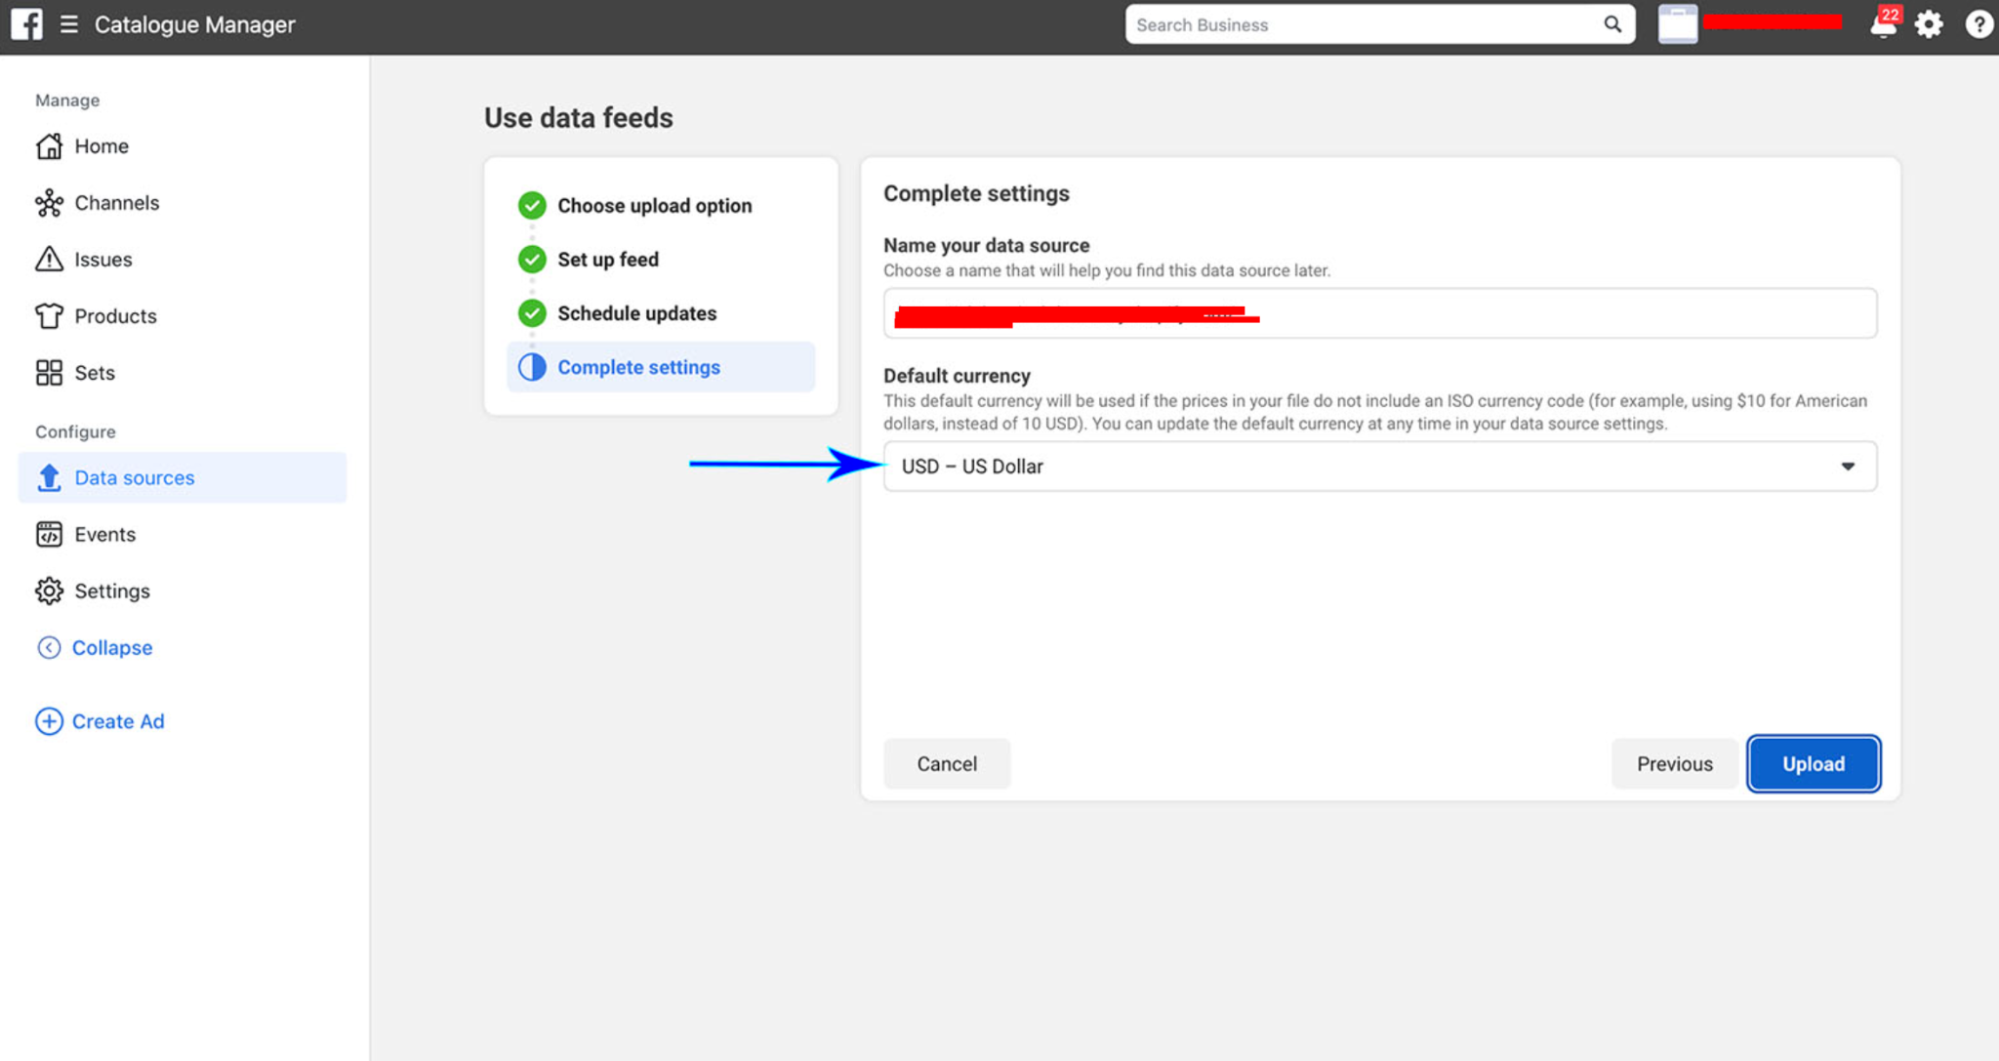 Catalogue Manager
Search Business
22
Manage
Home
Channels
Issues
Products
Sets
Configure
Data sources
Events
Settings
Collapse
Create Ad
Use data feeds
Choose upload option
Set up feed
Schedule updates
Complete settings
Complete settings
Name your data source
Choose a name that will help you find this data source later.
Default currency
This default currency will be used if the prices in your file do not include an ISO currency code (for example, using $10 for American
dollars, instead of 10 USD). You can update the default currency at any time in your data source settings.
USD – US Dollar
Cancel
Previous
Upload